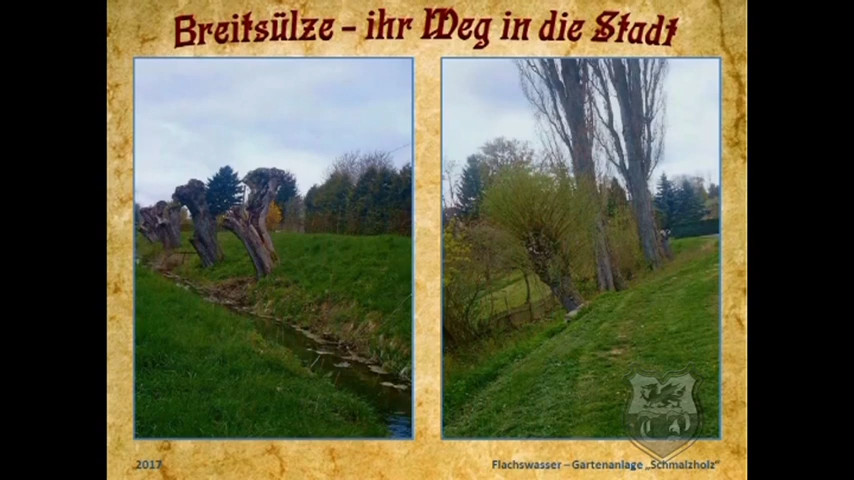 Breitsülze – ihr Weg in die Stadt
2017
Flachswasser – Gartenanlage „Schmalzholz“